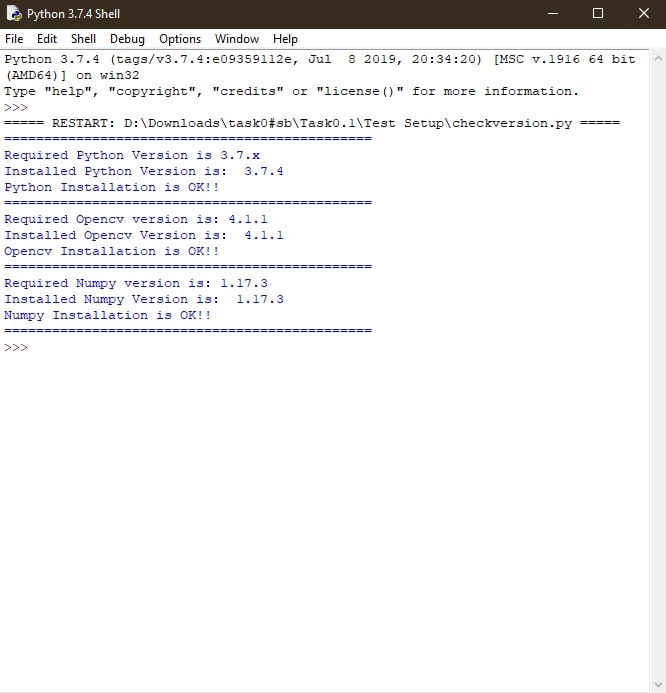 Python 3.7.4 Shell
File Edit Shell Debug Options Window Help
Python 3.7.4 (tags/v3.7.4:e09359112e, Jul  8 2019, 20:34:20) [MSC v.1916 64 bit
(AMD64)] on win32
Type "help", "copyright", "credits" or "license()" for more information.
>>>
===== RESTART: D:\Downloads\task0#sb\Task0.1\Test Setup\checkversion.py =====
==============================================
Required Python Version is 3.7.x
Installed Python Version is:  3.7.4
Python Installation is OK!!
==============================================
Required Opencv version is: 4.1.1
Installed Opencv Version is:  4.1.1
Opencv Installation is OK!!
==============================================
Required Numpy version is: 1.17.3
Installed Numpy Version is:  1.17.3
Numpy Installation is OK!!
==============================================
>>>